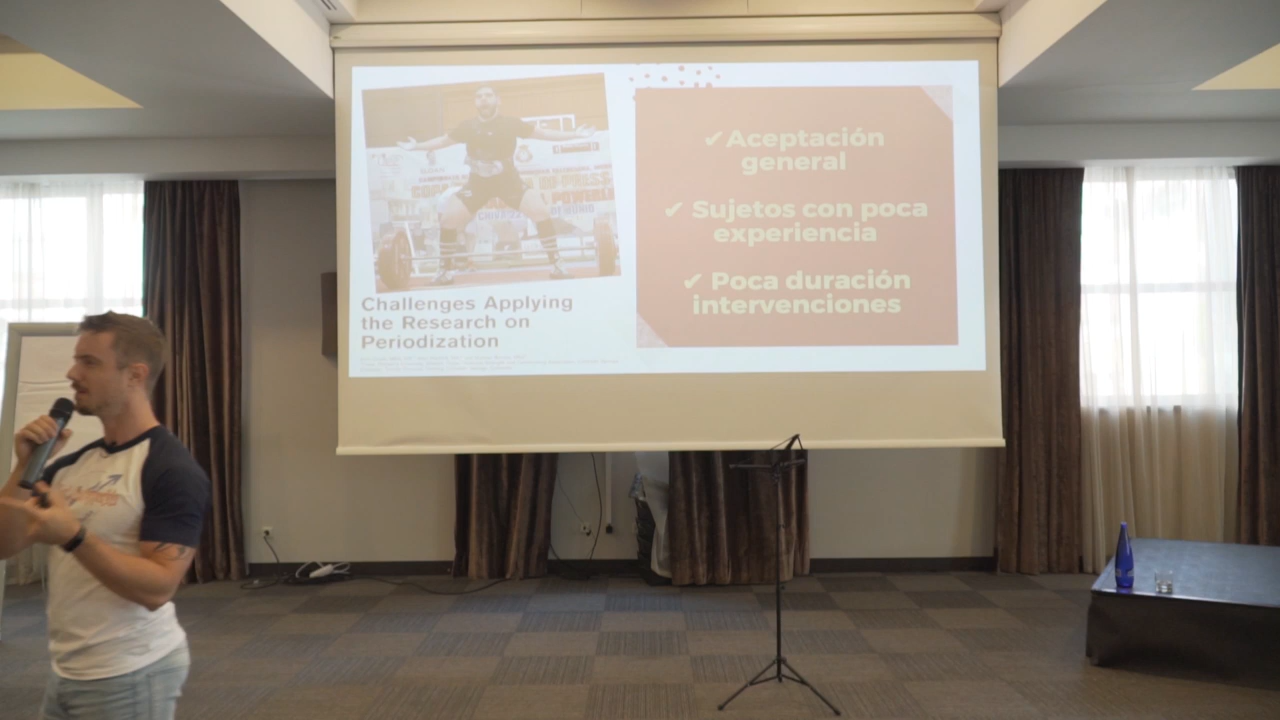 Challenges Applying
the Research on
Periodization
✔Aceptación
general
✔ Sujetos con poca
experiencia
✔ Poca duración
intervenciones